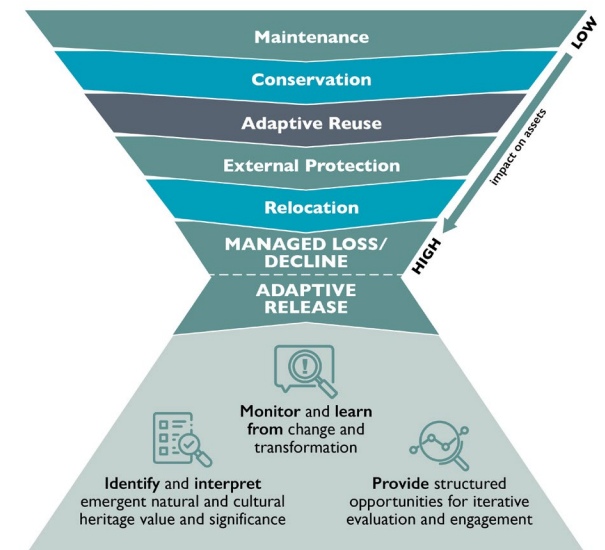 Maintenance
LOW
Conservation
Adaptive Reuse
impact on assets
External Protection
Relocation
MANAGED LOSS/
DECLINE
HIGH
ADAPTIVE
RELEASE
Monitor and learn
from change and
transformation
Identify and interpret
emergent natural and cultural
heritage value and significance
Provide structured
opportunities for iterative
evaluation and engagement